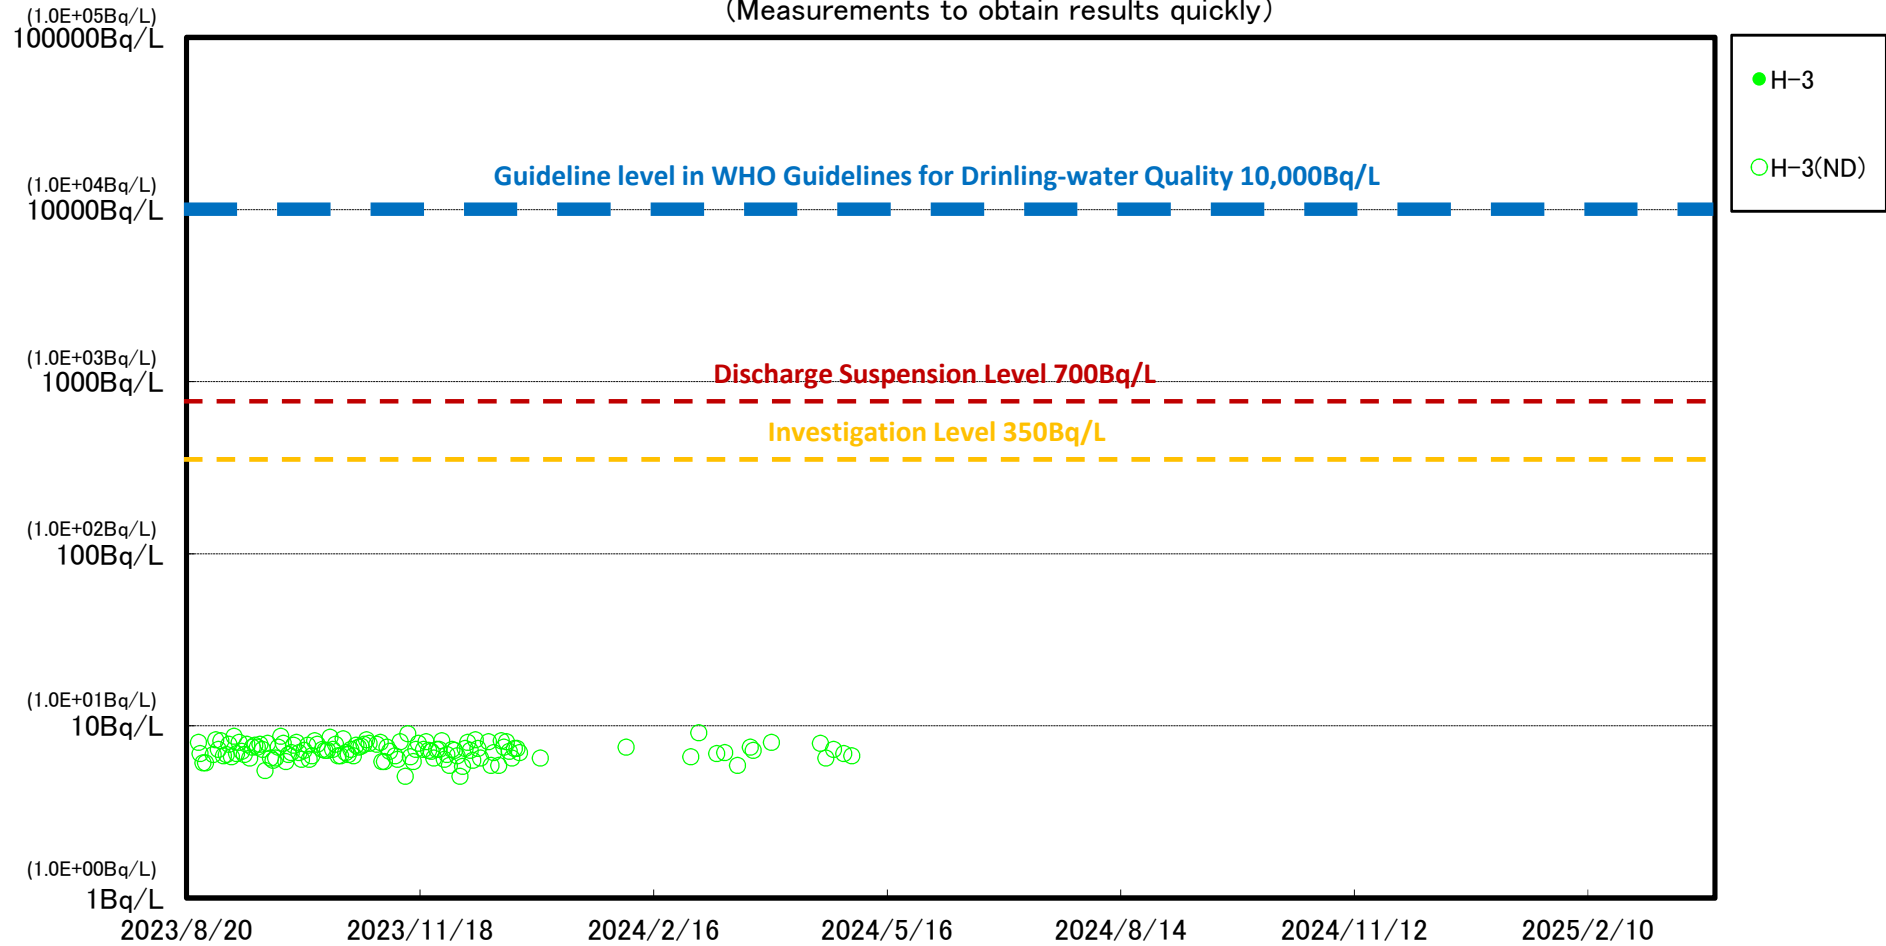 (Measurements to obtain results quickly)
(1.0E+05Bq/L)
100000Bq/L
H-3
H-3(ND)
Guideline level in WHO Guidelines for Drinling-water Quality 10,000Bq/L
(1.0E+04Bq/L)
10000Bq/L
(1.0E+03Bq/L)
1000Bq/L
Discharge Suspension Level 700Bq/L
Investigation Level 350Bq/L
(1.0E+02Bq/L)
100Bq/L
(1.0E+01Bq/L)
10Bq/L
(1.0E+00Bq/L)
1Bq/L
2023/8/20 2023/11/18 2024/2/16 2024/5/16 2024/8/14 2024/11/12 2025/2/10